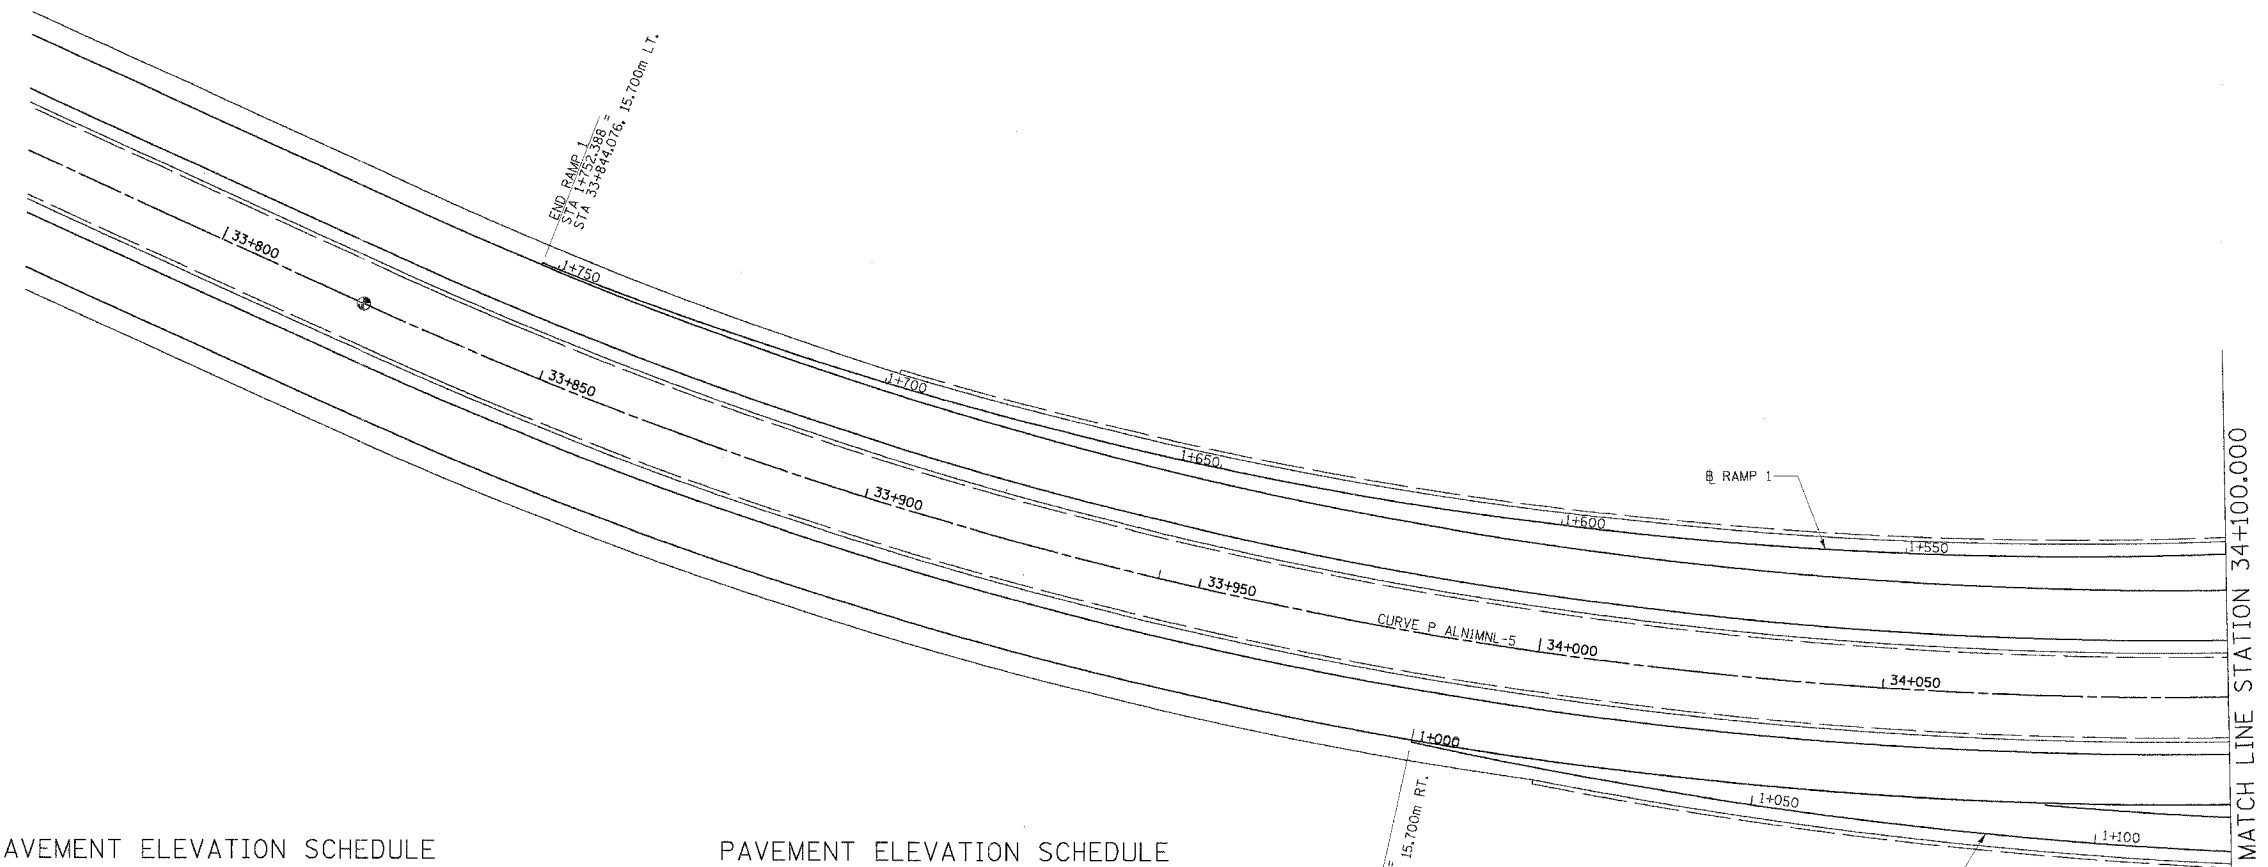 END RAMP 1
STA 1+752.388 =
STA 33+844.076, 15.700m LT.
33+800
1+750
33+850
1+700
33+900
1+650
33+950
℄ RAMP 1
1+600
1+550
CURVE P ALN1MNL-5
34+000
34+050
1+000
= 15.700m RT.
1+050
1+100
MATCH LINE STATION 34+100.000
AVEMENT ELEVATION SCHEDULE
PAVEMENT ELEVATION SCHEDULE